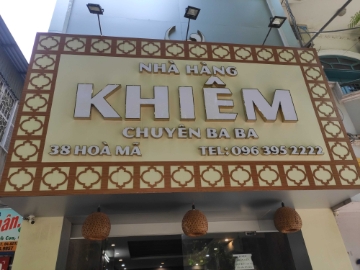 NHÀ HÀNG
KHIÊM
CHUYÊN BA BA
38 HOÀ MÃ TEL: 096 395 2222